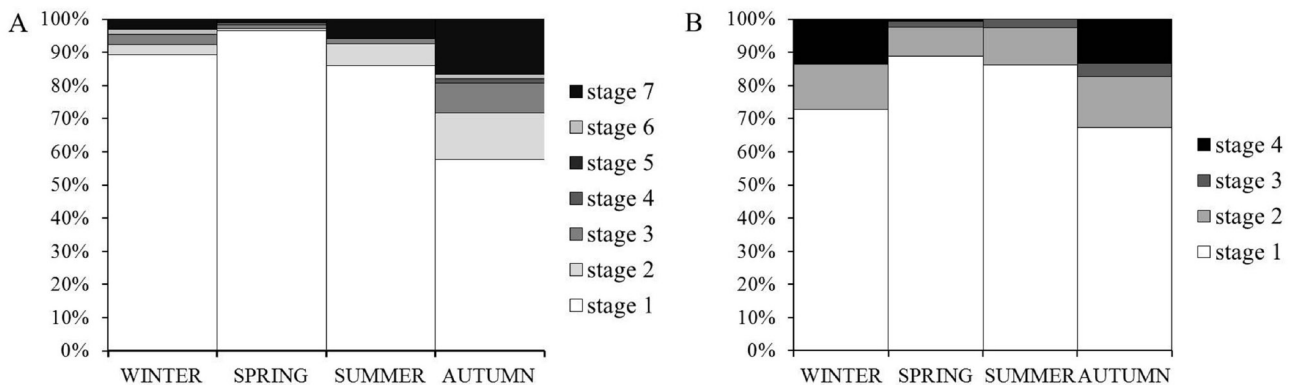 A
100%
90%
80%
70%
60%
50%
40%
30%
20%
10%
0%
WINTER SPRING SUMMER AUTUMN
stage 7
stage 6
stage 5
stage 4
stage 3
stage 2
stage 1
B
100%
90%
80%
70%
60%
50%
40%
30%
20%
10%
0%
WINTER SPRING SUMMER AUTUMN
stage 4
stage 3
stage 2
stage 1